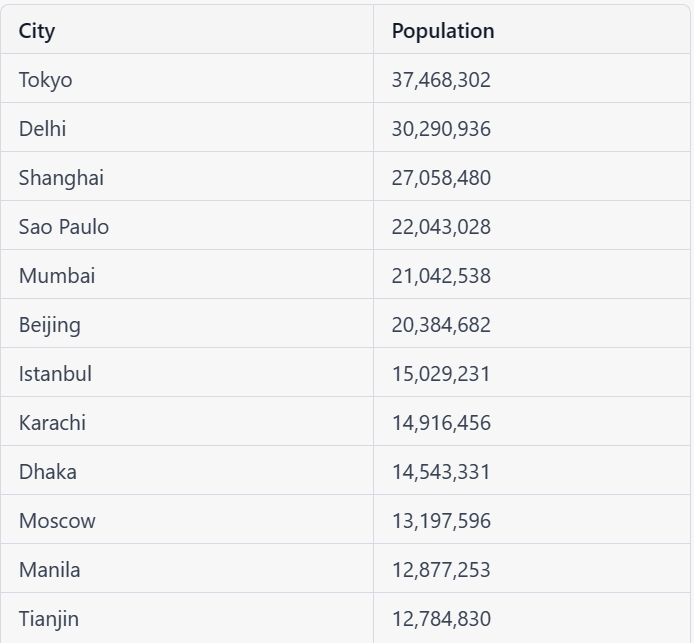 City Population
Tokyo 37,468,302
Delhi 30,290,936
Shanghai 27,058,480
Sao Paulo 22,043,028
Mumbai 21,042,538
Beijing 20,384,682
Istanbul 15,029,231
Karachi 14,916,456
Dhaka 14,543,331
Moscow 13,197,596
Manila 12,877,253
Tianjin 12,784,830